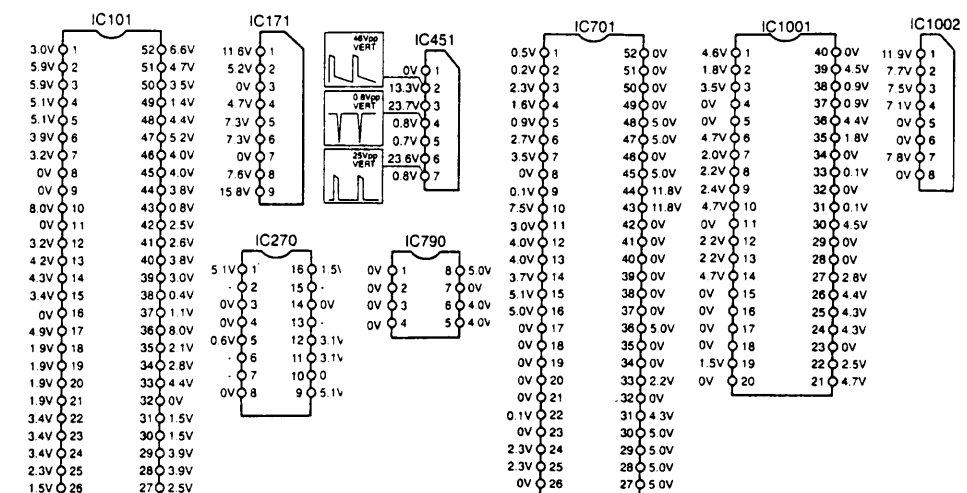 IC101
3.0V 1 52 6.6V
5.9V 2 51 4.7V
5.9V 3 50 3.5V
5.1V 4 49 1.4V
5.1V 5 48 4.4V
3.9V 6 47 5.2V
3.2V 7 46 4.0V
0V 8 45 4.0V
0V 9 44 3.8V
8.0V 10 43 0.8V
0V 11 42 2.5V
3.2V 12 41 2.6V
4.2V 13 40 3.8V
4.3V 14 39 3.0V
3.4V 15 38 0.4V
0V 16 37 1.1V
4.9V 17 36 8.0V
1.9V 18 35 2.1V
1.9V 19 34 2.8V
1.9V 20 33 4.4V
1.9V 21 32 0V
3.4V 22 31 1.5V
3.4V 23 30 1.5V
3.4V 24 29 3.9V
2.3V 25 28 3.9V
1.5V 26 27 2.5V
IC171
11.6V 1
5.2V 2
0V 3
4.7V 4
7.3V 5
7.3V 6
0V 7
7.6V 8
15.8V 9
46Vpp
VERT
0.8Vpp
VERT
25Vpp
VERT
IC451
0V 1
13.3V 2
23.7V 3
0.8V 4
0.7V 5
23.6V 6
0.8V 7
IC270
5.1V 1 16 1.5V
- 2 15 -
0V 3 14 0V
0V 4 13 -
0.6V 5 12 3.1V
- 6 11 3.1V
- 7 10 0
0V 8 9 5.1V
IC790
0V 1 8 5.0V
0V 2 7 0V
0V 3 6 4.0V
0V 4 5 4.0V
IC701
0.5V 1 52 0V
0.2V 2 51 0V
2.3V 3 50 0V
1.6V 4 49 0V
0.9V 5 48 5.0V
2.7V 6 47 5.0V
3.5V 7 46 0V
0V 8 45 5.0V
0.1V 9 44 11.8V
7.5V 10 43 11.8V
3.0V 11 42 0V
4.0V 12 41 0V
4.0V 13 40 0V
3.7V 14 39 0V
5.1V 15 38 0V
5.0V 16 37 0V
0V 17 36 5.0V
0V 18 35 0V
0V 19 34 0V
0V 20 33 2.2V
0V 21 32 0V
0.1V 22 31 4.3V
0V 23 30 5.0V
2.3V 24 29 5.0V
2.3V 25 28 5.0V
0V 26 27 5.0V
IC1001
4.6V 1 40 0V
1.8V 2 39 4.5V
3.5V 3 38 0.9V
0V 4 37 0.9V
0V 5 36 4.4V
4.7V 6 35 1.8V
2.0V 7 34 0V
2.2V 8 33 0.1V
2.4V 9 32 0V
4.7V 10 31 0.1V
0V 11 30 4.5V
2.2V 12 29 0V
2.2V 13 28 0V
4.7V 14 27 2.8V
0V 15 26 4.4V
0V 16 25 4.3V
0V 17 24 4.3V
0V 18 23 0V
1.5V 19 22 2.5V
0V 20 21 4.7V
IC1002
11.9V 1
7.7V 2
7.5V 3
7.1V 4
0V 5
0V 6
7.8V 7
0V 8